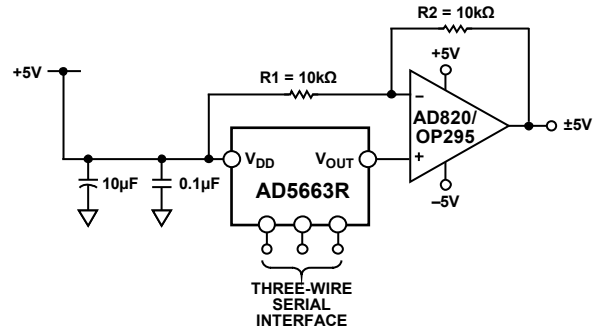 R2 = 10kΩ
+5V
+5V
R1 = 10kΩ
–
AD820/
OP295
±5V
VDD
VOUT
+
10µF
0.1µF
AD5663R
–5V
THREE-WIRE
SERIAL
INTERFACE